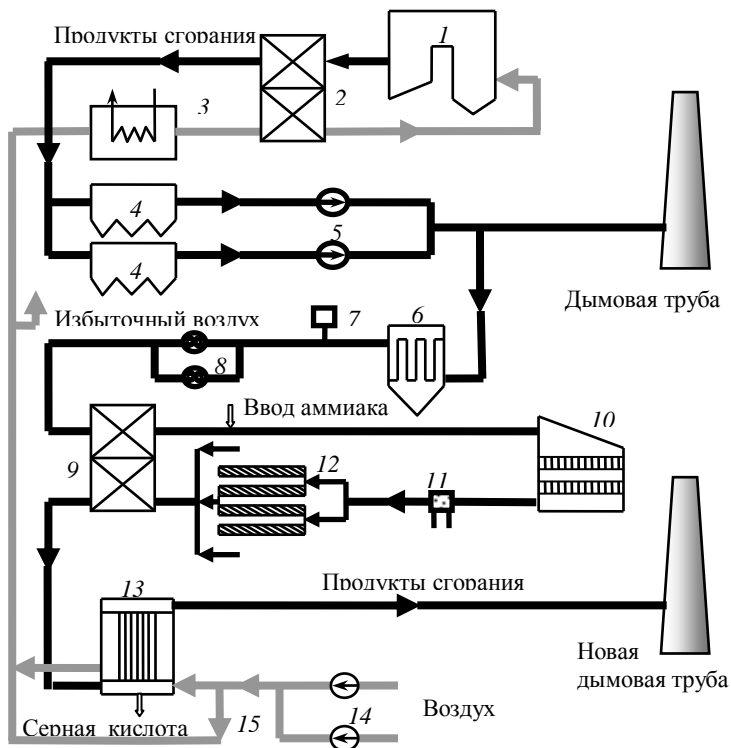 Продукты сгорания
1
2
3
4
5
4
Дымовая труба
Избыточный воздух
7
6
8
Ввод аммиака
10
9
12
11
Продукты сгорания
13
Новая
дымовая труба
Воздух
14
15
Серная кислота